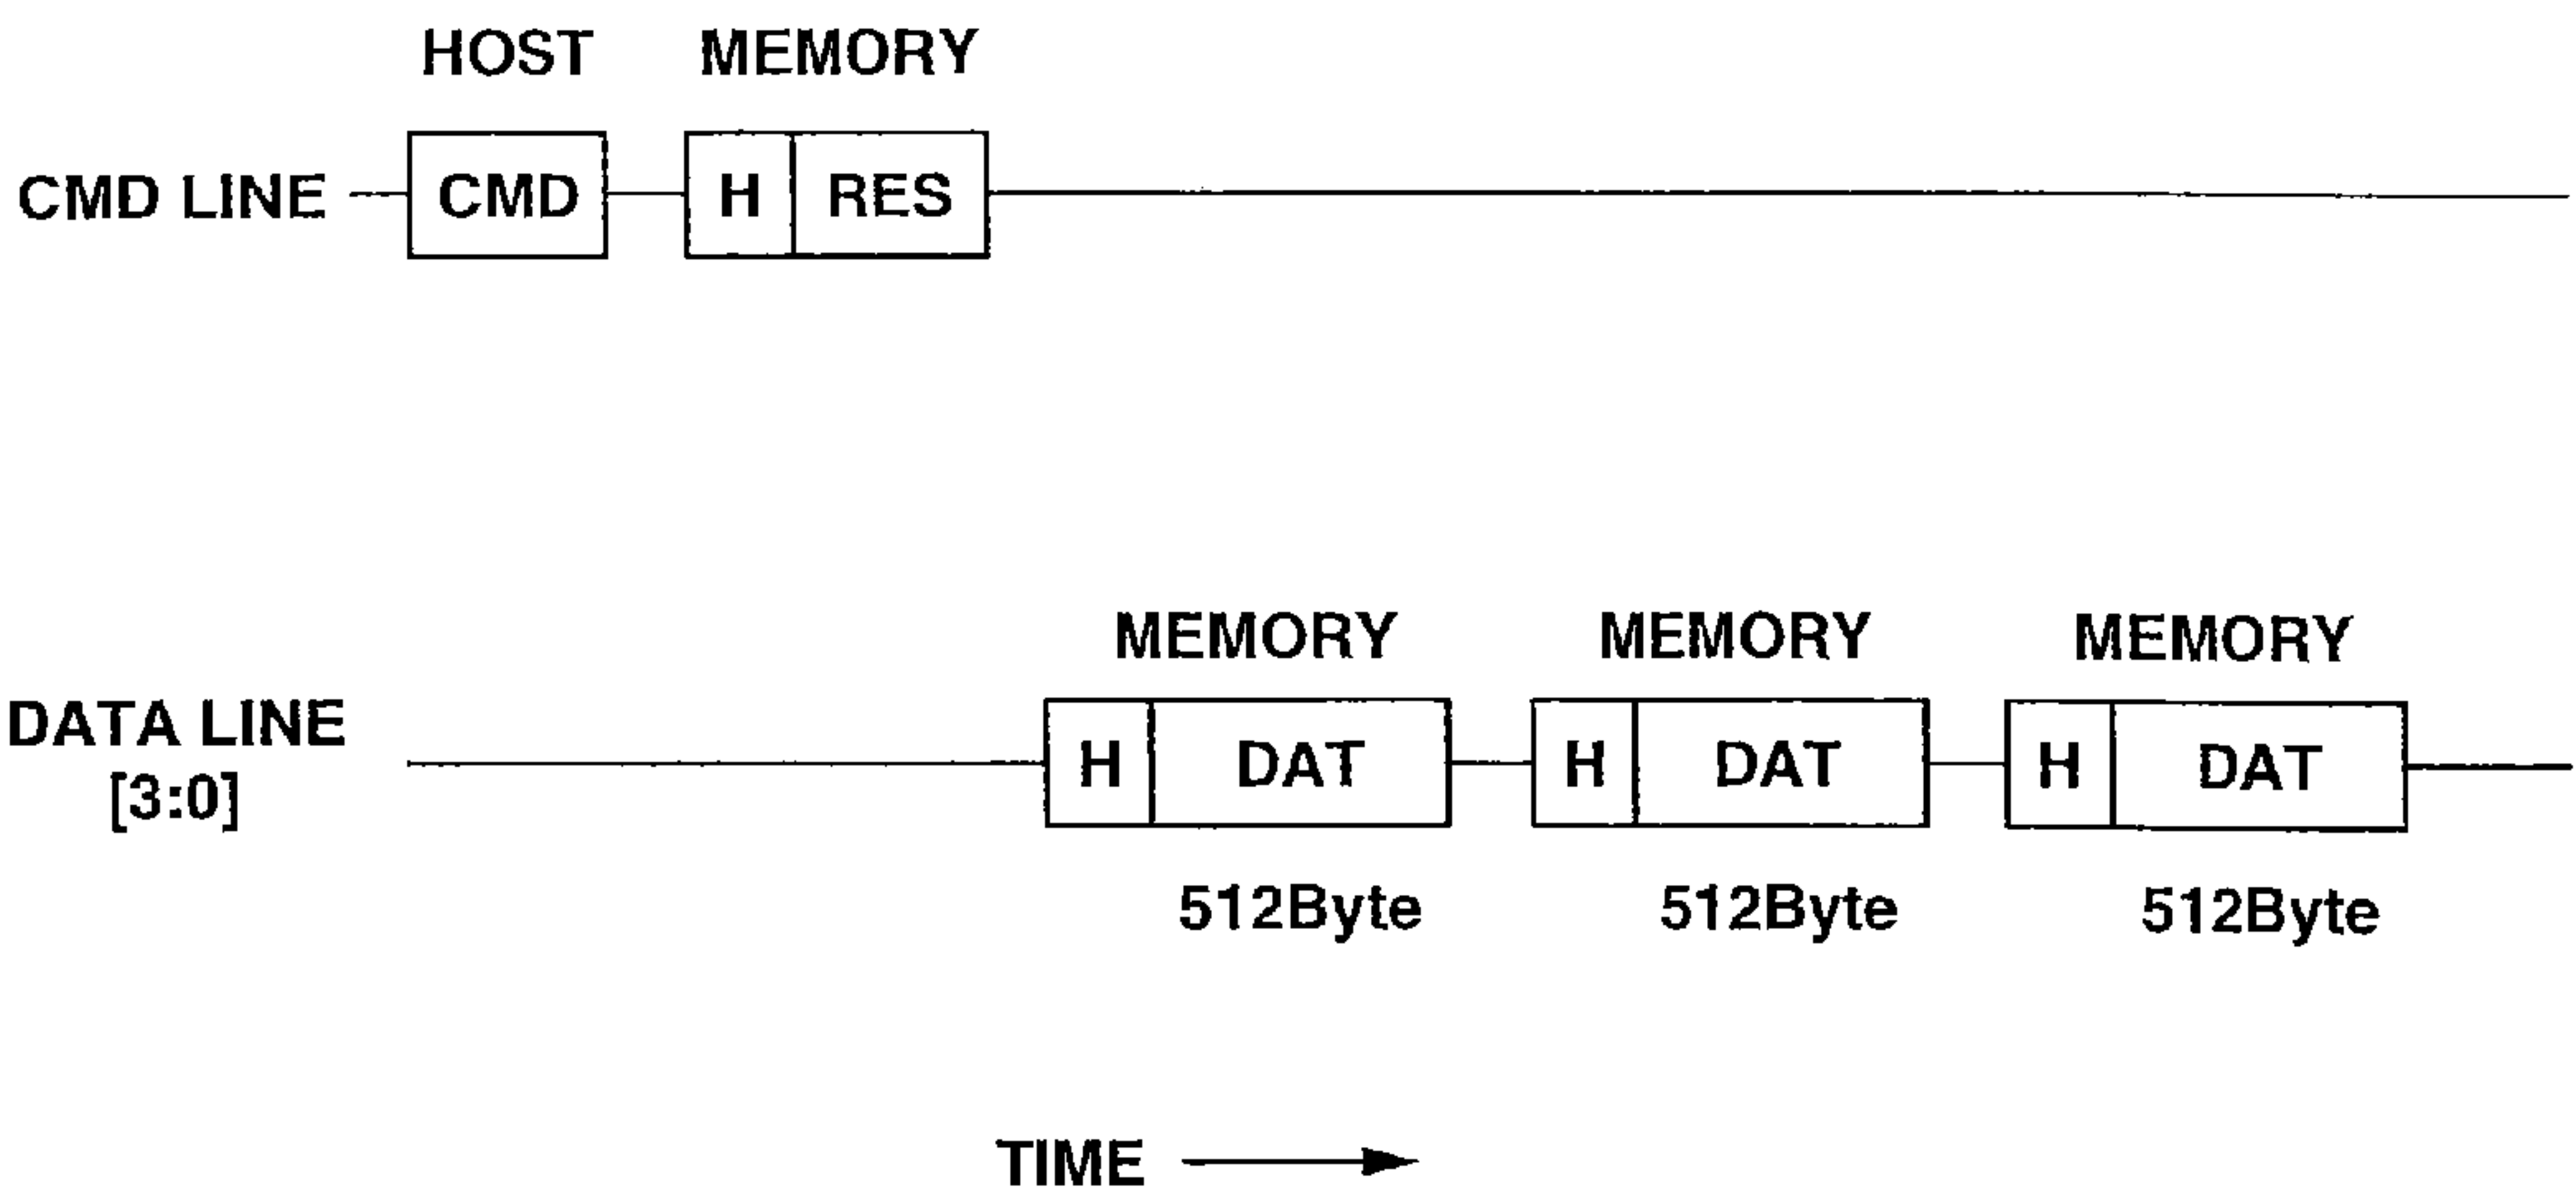 HOST MEMORY
CMD LINE CMD H RES
MEMORY MEMORY MEMORY
DATA LINE
[3:0]
H DAT H DAT H DAT
512Byte 512Byte 512Byte
TIME